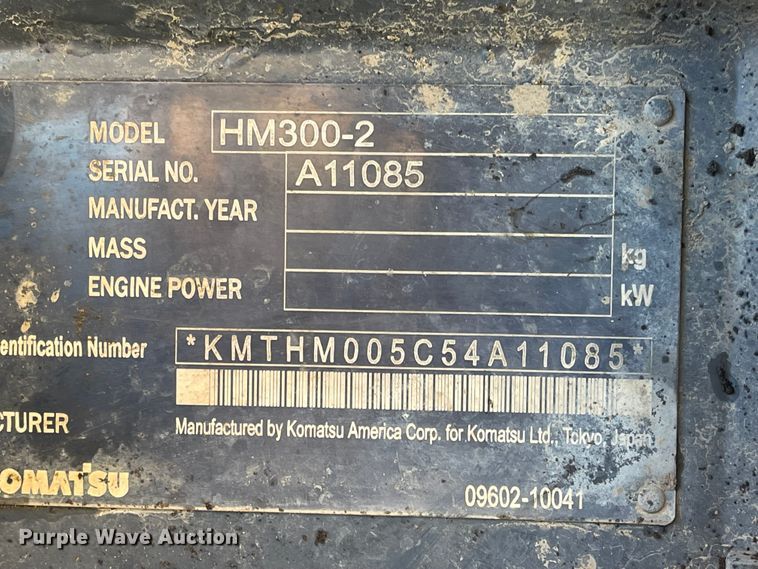 MODEL HM300-2
SERIAL NO. A11085
MANUFACT. YEAR
MASS kg
ENGINE POWER kW
entification Number *KMTHM005C54A11085*
CTURER
Manufactured by Komatsu America Corp. for Komatsu Ltd., Tokyo, Japan
KOMATSU
09602-10041
Purple Wave Auction